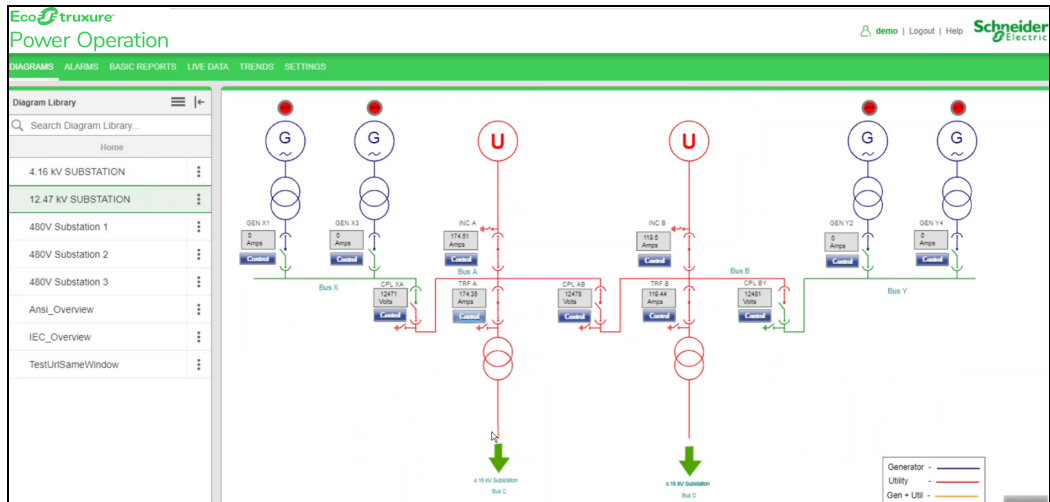 EcoStruxure
Power Operation
demo | Logout | Help
Schneider
Electric
DIAGRAMS ALARMS BASIC REPORTS LIVE DATA TRENDS SETTINGS
Diagram Library
Search Diagram Library...
Home
4.16 kV SUBSTATION
12.47 kV SUBSTATION
480V Substation 1
480V Substation 2
480V Substation 3
Ansi_Overview
IEC_Overview
TestUrlSameWindow
G G U U G G
GEN X1
0
Amps
Control
GEN X3
0
Amps
Control
INC A
174.51
Amps
INC B
119.5
Amps
GEN Y2
0
Amps
Control
GEN Y4
0
Amps
Control
Bus X
Bus A
Bus B
Bus Y
CPL XA
12471
Volts
Control
TRF A
174.35
Amps
Control
CPL AB
12478
Volts
Control
TRF B
119.44
Amps
Control
CPL BY
12481
Volts
Control
4.16 kV Substation
Bus C
4.16 kV Substation
Bus D
Generator -
Utility -
Gen + Util -